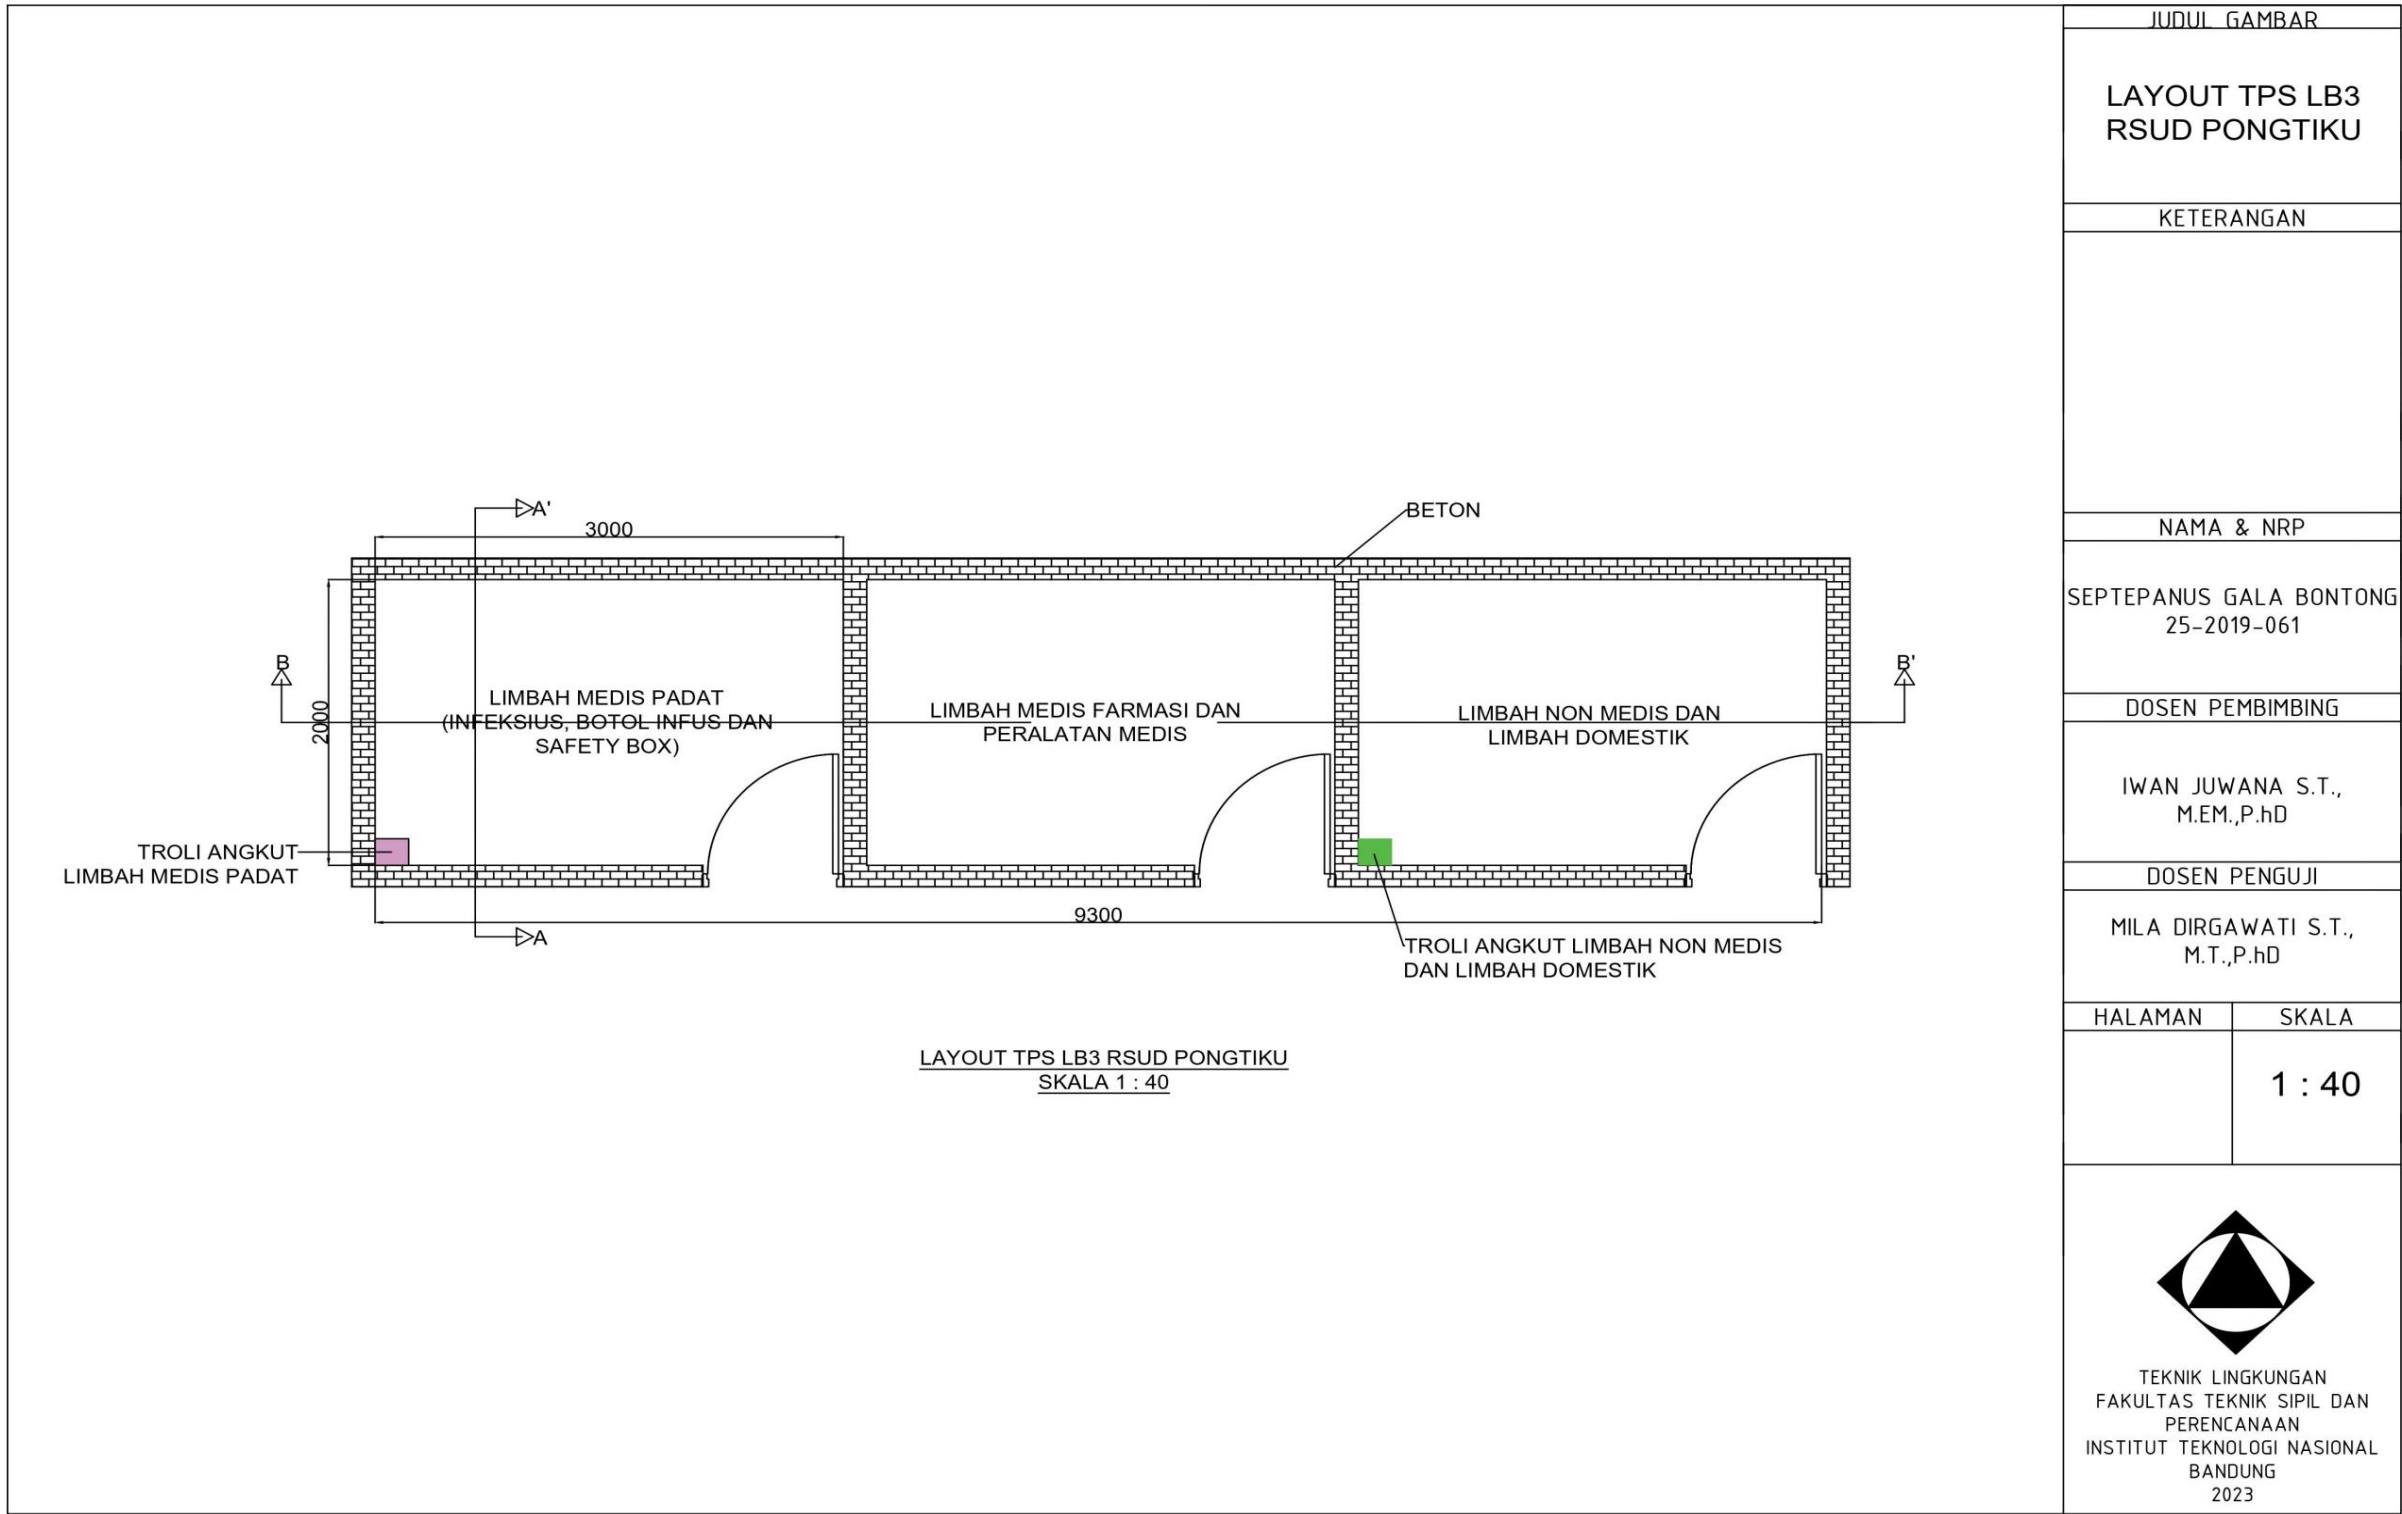 JUDUL GAMBAR
LAYOUT TPS LB3
RSUD PONGTIKU
KETERANGAN
NAMA & NRP
SEPTEPANUS GALA BONTONG
25-2019-061
DOSEN PEMBIMBING
IWAN JUWANA S.T.,
M.EM.,P.hD
DOSEN PENGUJI
MILA DIRGAWATI S.T.,
M.T.,P.hD
HALAMAN
SKALA
1 : 40
TEKNIK LINGKUNGAN
FAKULTAS TEKNIK SIPIL DAN
PERENCANAAN
INSTITUT TEKNOLOGI NASIONAL
BANDUNG
2023
A'
3000
BETON
B
B'
2000
LIMBAH MEDIS PADAT
(INFEKSIUS, BOTOL INFUS DAN
SAFETY BOX)
LIMBAH MEDIS FARMASI DAN
PERALATAN MEDIS
LIMBAH NON MEDIS DAN
LIMBAH DOMESTIK
TROLI ANGKUT
LIMBAH MEDIS PADAT
9300
A
TROLI ANGKUT LIMBAH NON MEDIS
DAN LIMBAH DOMESTIK
LAYOUT TPS LB3 RSUD PONGTIKU
SKALA 1 : 40